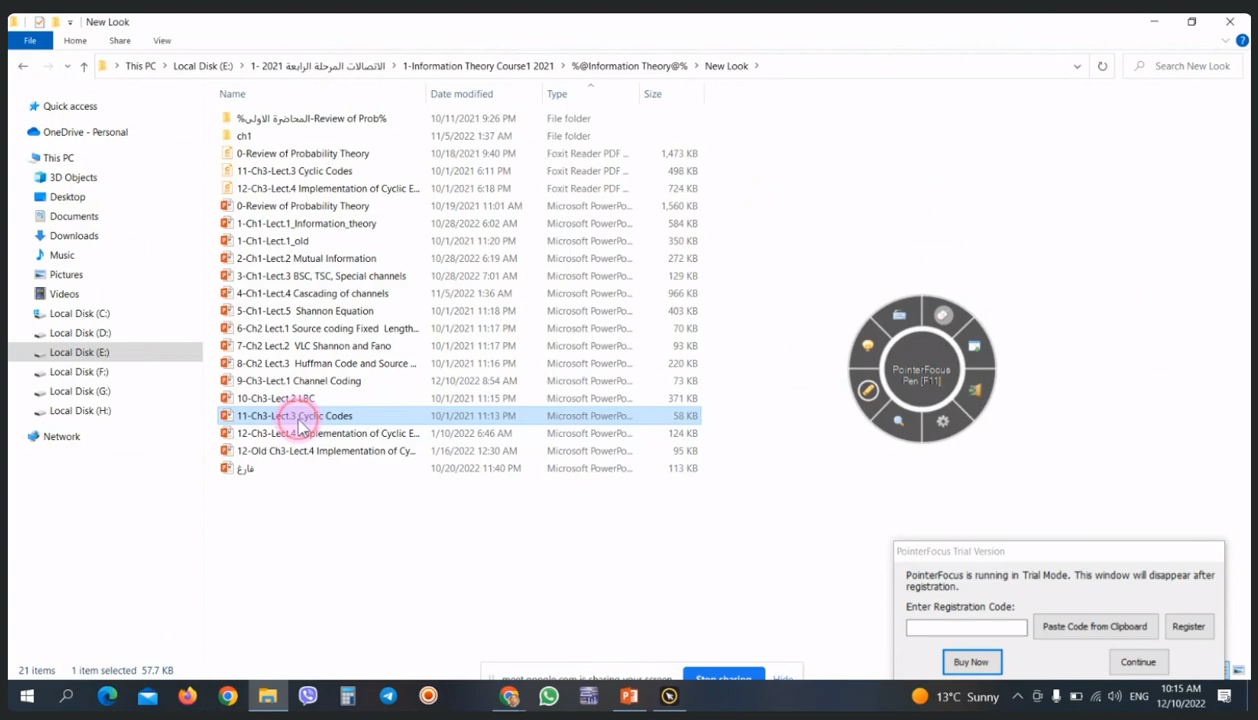 New Look
File
Home
Share
View
This PC
Local Disk (E:)
1- 2021 الاتصالات المرحلة الرابعة
1-Information Theory Course1 2021
%@Information Theory@%
New Look
Search New Look
Name
Date modified
Type
Size
Quick access
OneDrive - Personal
This PC
3D Objects
Desktop
Documents
Downloads
Music
Pictures
Videos
Local Disk (C:)
Local Disk (D:)
Local Disk (E:)
Local Disk (F:)
Local Disk (G:)
Local Disk (H:)
Network
%المحاضرة الاولى-Review of Prob% 10/11/2021 9:26 PM File folder
ch1 11/5/2022 1:37 AM File folder
0-Review of Probability Theory 10/18/2021 9:40 PM Foxit Reader PDF ... 1,473 KB
11-Ch3-Lect.3 Cyclic Codes 10/1/2021 6:11 PM Foxit Reader PDF ... 498 KB
12-Ch3-Lect.4 Implementation of Cyclic E... 10/1/2021 6:18 PM Foxit Reader PDF ... 724 KB
0-Review of Probability Theory 10/19/2021 11:01 AM Microsoft PowerPo... 1,560 KB
1-Ch1-Lect.1_Information_theory 10/28/2022 6:02 AM Microsoft PowerPo... 584 KB
1-Ch1-Lect.1_old 10/1/2021 11:20 PM Microsoft PowerPo... 350 KB
2-Ch1-Lect.2 Mutual Information 10/28/2022 6:19 AM Microsoft PowerPo... 272 KB
3-Ch1-Lect.3 BSC, TSC, Special channels 10/28/2022 7:01 AM Microsoft PowerPo... 129 KB
4-Ch1-Lect.4 Cascading of channels 11/5/2022 1:36 AM Microsoft PowerPo... 966 KB
5-Ch1-Lect.5 Shannon Equation 10/1/2021 11:18 PM Microsoft PowerPo... 403 KB
6-Ch2 Lect.1 Source coding Fixed Length... 10/1/2021 11:17 PM Microsoft PowerPo... 70 KB
7-Ch2 Lect.2 VLC Shannon and Fano 10/1/2021 11:17 PM Microsoft PowerPo... 93 KB
8-Ch2 Lect.3 Huffman Code and Source ... 10/1/2021 11:16 PM Microsoft PowerPo... 220 KB
9-Ch3-Lect.1 Channel Coding 12/10/2022 8:54 AM Microsoft PowerPo... 73 KB
10-Ch3-Lect.2 LBC 10/1/2021 11:15 PM Microsoft PowerPo... 371 KB
11-Ch3-Lect.3 Cyclic Codes 10/1/2021 11:13 PM Microsoft PowerPo... 58 KB
12-Ch3-Lect.4 Implementation of Cyclic E... 1/10/2022 6:46 AM Microsoft PowerPo... 124 KB
12-Old Ch3-Lect.4 Implementation of Cy... 1/16/2022 12:30 AM Microsoft PowerPo... 95 KB
فارغ 10/20/2022 11:40 PM Microsoft PowerPo... 113 KB
PointerFocus
Pen [F11]
PointerFocus Trial Version
PointerFocus is running in Trial Mode. This window will disappear after
registration.
Enter Registration Code:
Paste Code from Clipboard
Register
Buy Now
Continue
21 items
1 item selected 57.7 KB
meet.google.com is sharing your screen.
Stop sharing
Hide
13°C Sunny
ENG
10:15 AM
12/10/2022